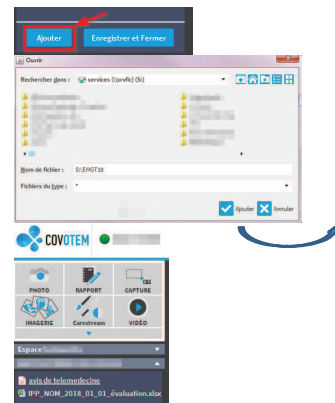 Ajouter Enregistrer et Fermer
Ouvrir
Rechercher dans : services (\\prvfic) (S:)
Nom de fichier : S:\EMGT18
Fichiers du type : *
Ajouter Annuler
COVOTEM
PHOTO RAPPORT CAPTURE
IMAGERIE Carestream VIDÉO
Espace
avis de telemedecine
IPP_NOM_2018_01_01_évaluation.xlsx